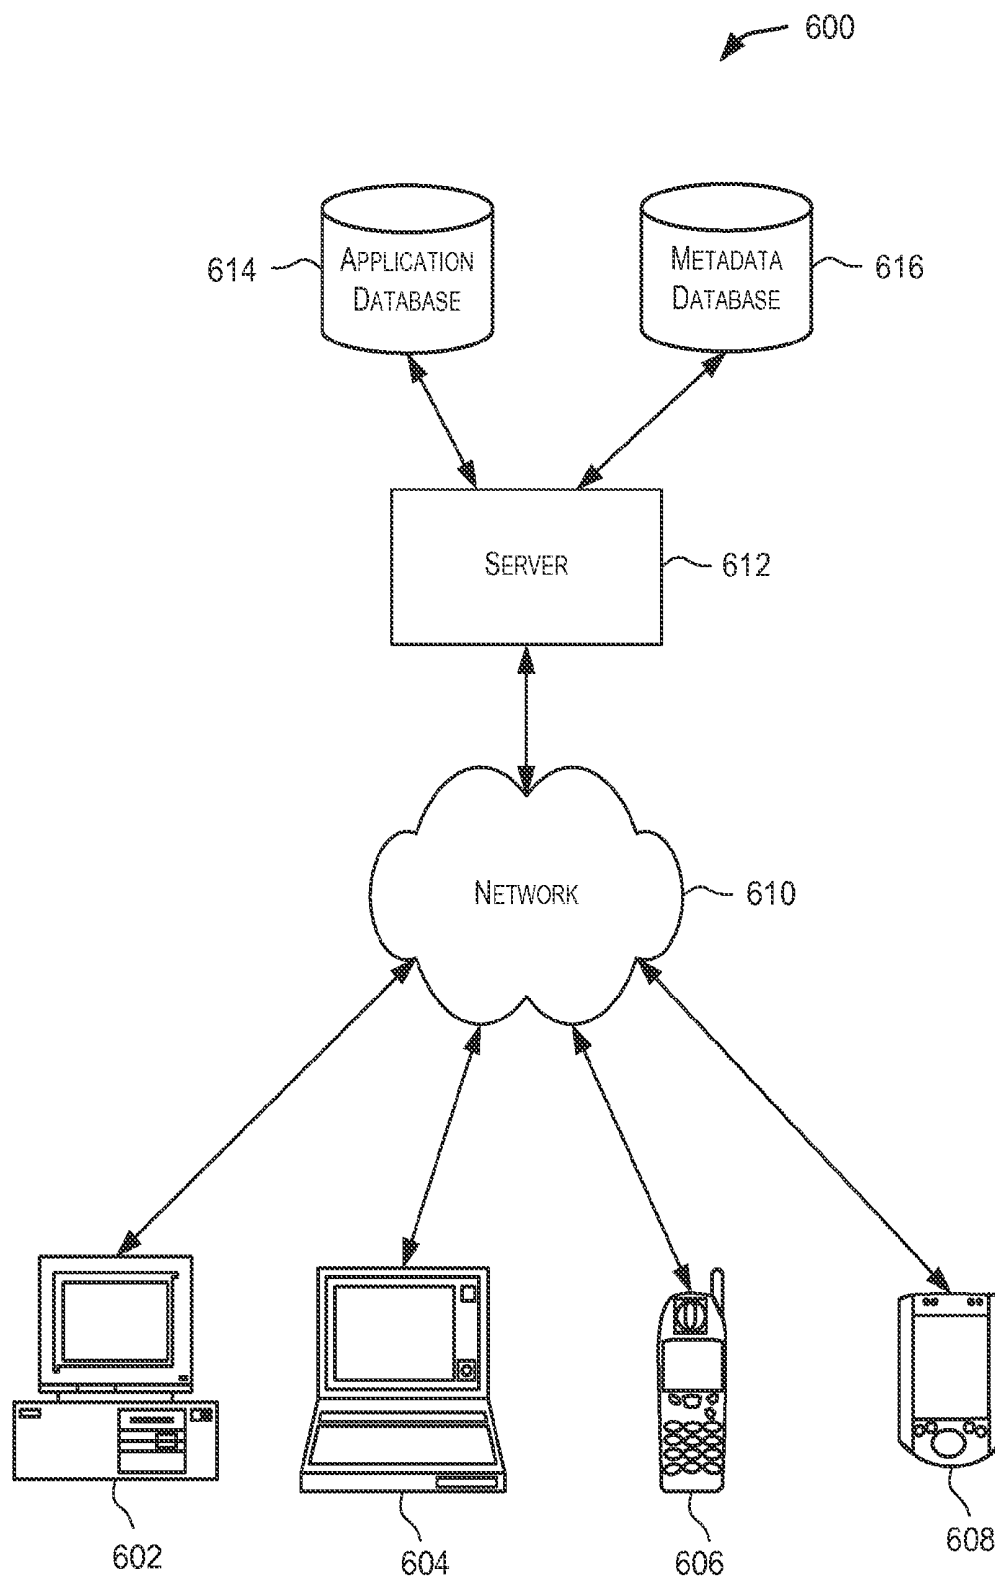 600
614
APPLICATION
DATABASE
METADATA
DATABASE
616
SERVER
612
NETWORK
610
602
604
606
608